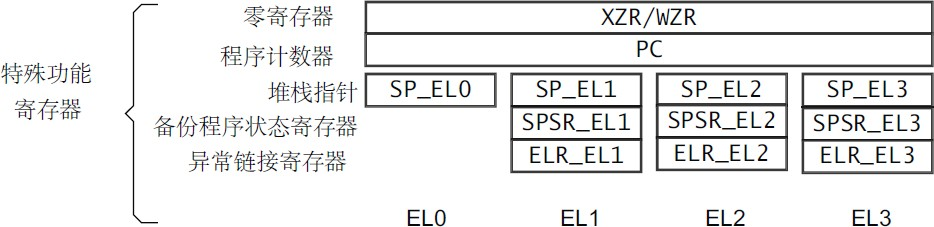 零寄存器 XZR/WZR
程序计数器 PC
特殊功能
寄存器
堆栈指针 SP_EL0 SP_EL1 SP_EL2 SP_EL3
备份程序状态寄存器 SPSR_EL1 SPSR_EL2 SPSR_EL3
异常链接寄存器 ELR_EL1 ELR_EL2 ELR_EL3
EL0 EL1 EL2 EL3